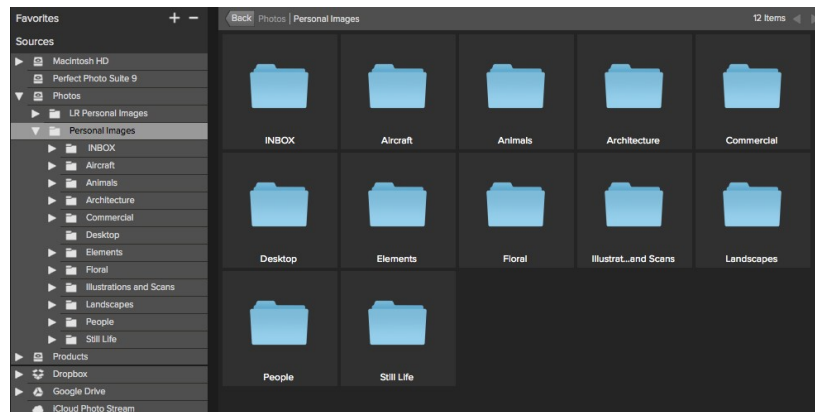 Favorites + −
Sources
Macintosh HD
Perfect Photo Suite 9
Photos
LR Personal Images
Personal Images
INBOX
Aircraft
Animals
Architecture
Commercial
Desktop
Elements
Floral
Illustrations and Scans
Landscapes
People
Still Life
Products
Dropbox
Google Drive
iCloud Photo Stream
Back Photos | Personal Images 12 Items
INBOX Aircraft Animals Architecture Commercial
Desktop Elements Floral Illustrat...and Scans Landscapes
People Still Life